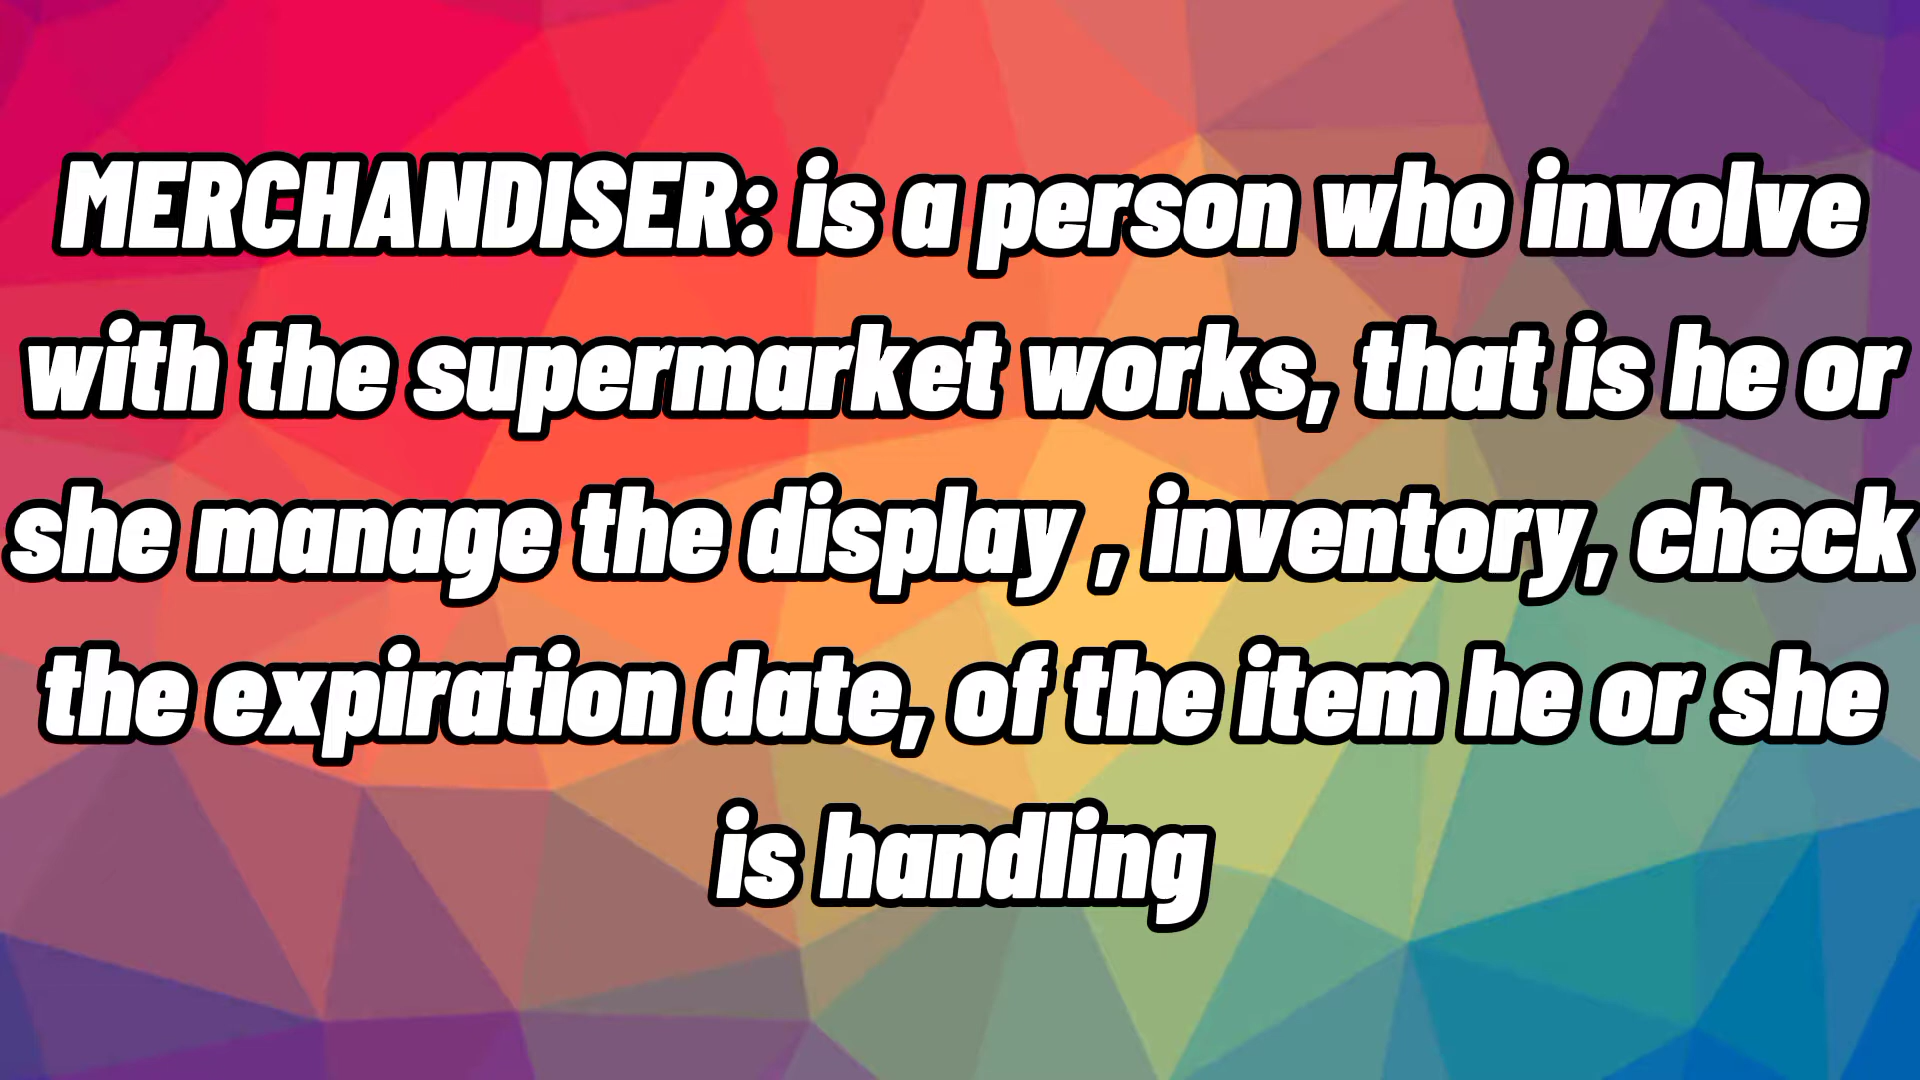 MERCHANDISER: is a person who involve
with the supermarket works, that is he or
she manage the display , inventory, check
the expiration date, of the item he or she
is handling